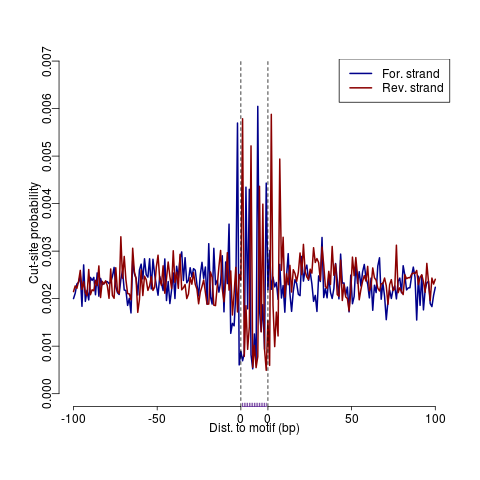 For. strand
Rev. strand
Cut-site probability
0.007
0.006
0.005
0.004
0.003
0.002
0.001
0.000
-100 -50 0 0 50 100
Dist. to motif (bp)